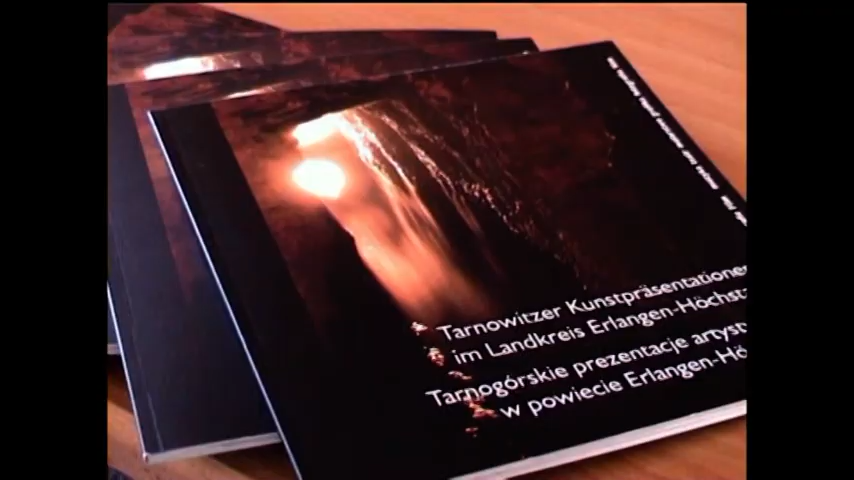 Tarnowitzer Kunstpräsentationen
im Landkreis Erlangen-Höchst
Tarnogórskie prezentacje artyst
w powiecie Erlangen-Hö